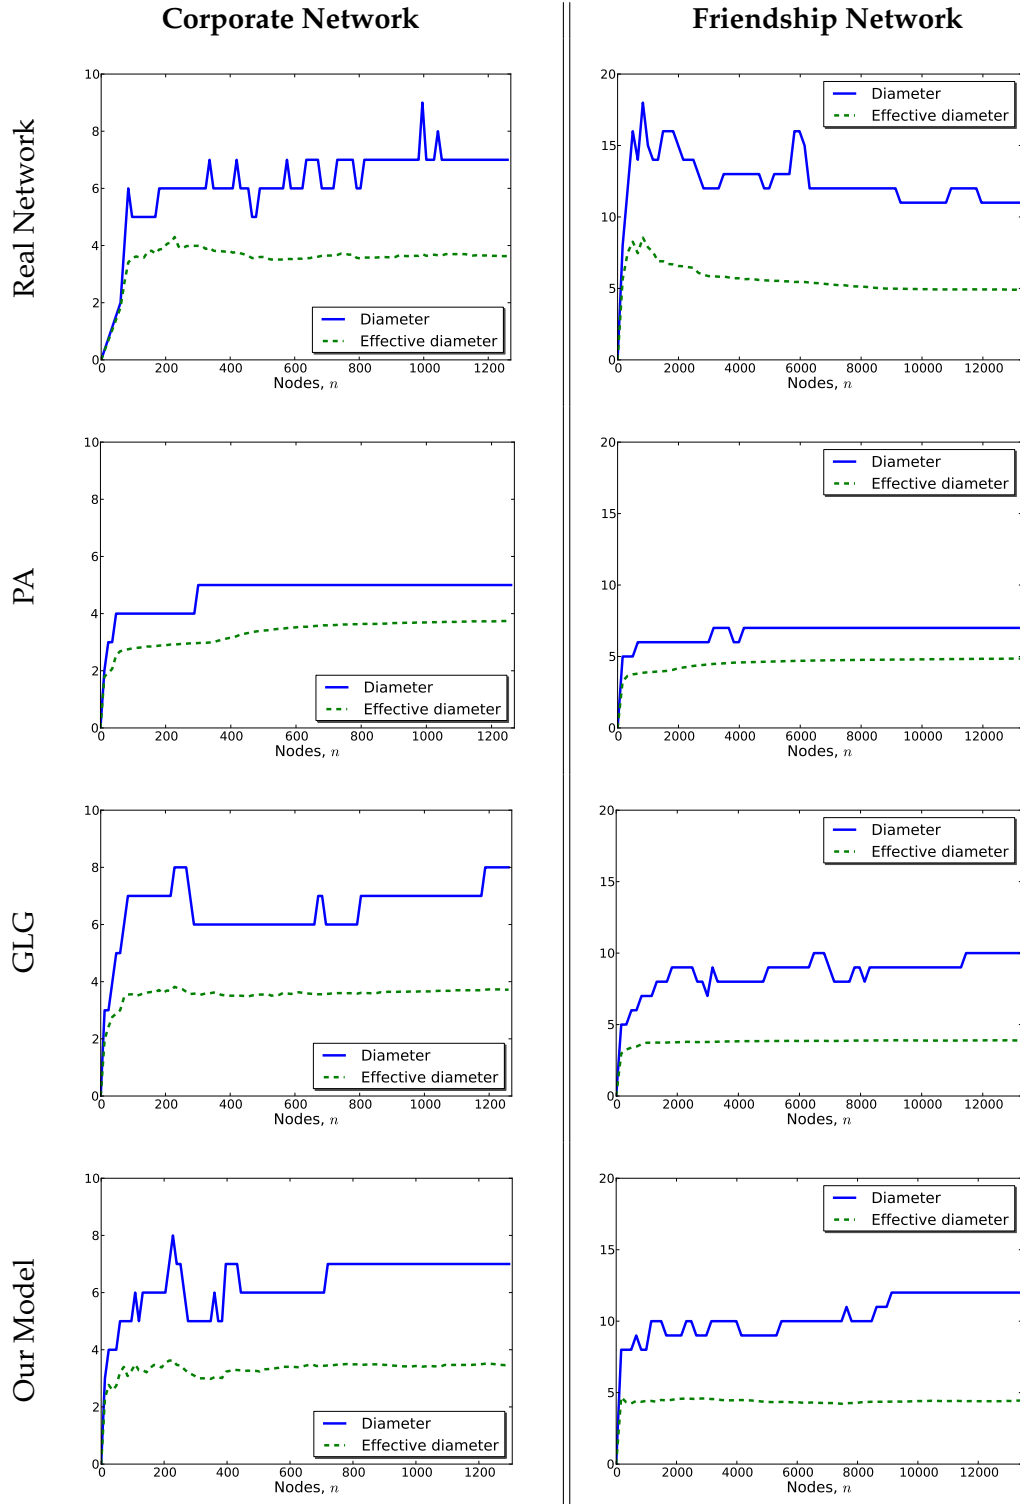 Corporate Network
Friendship Network
Real Network
10
8
6
4
2
0
0 200 400 600 800 1000 1200
Nodes, n
Diameter
Effective diameter
20
15
10
5
0
0 2000 4000 6000 8000 10000 12000
Nodes, n
Diameter
Effective diameter
PA
10
8
6
4
2
0
0 200 400 600 800 1000 1200
Nodes, n
Diameter
Effective diameter
20
15
10
5
0
0 2000 4000 6000 8000 10000 12000
Nodes, n
Diameter
Effective diameter
GLG
10
8
6
4
2
0
0 200 400 600 800 1000 1200
Nodes, n
Diameter
Effective diameter
20
15
10
5
0
0 2000 4000 6000 8000 10000 12000
Nodes, n
Diameter
Effective diameter
Our Model
10
8
6
4
2
0
0 200 400 600 800 1000 1200
Nodes, n
Diameter
Effective diameter
20
15
10
5
0
0 2000 4000 6000 8000 10000 12000
Nodes, n
Diameter
Effective diameter